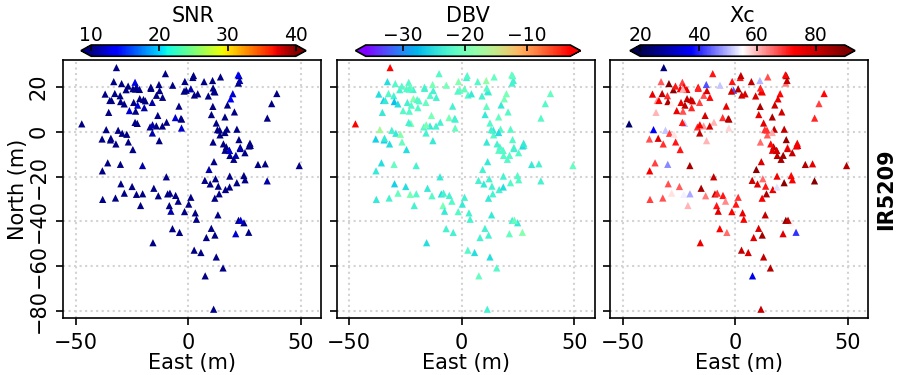 SNR DBV Xc
10 20 30 40 −30 −20 −10 20 40 60 80
20
0
−20
−40
−60
−80
North (m)
−50 0 50 −50 0 50 −50 0 50
East (m) East (m) East (m)
IR5209